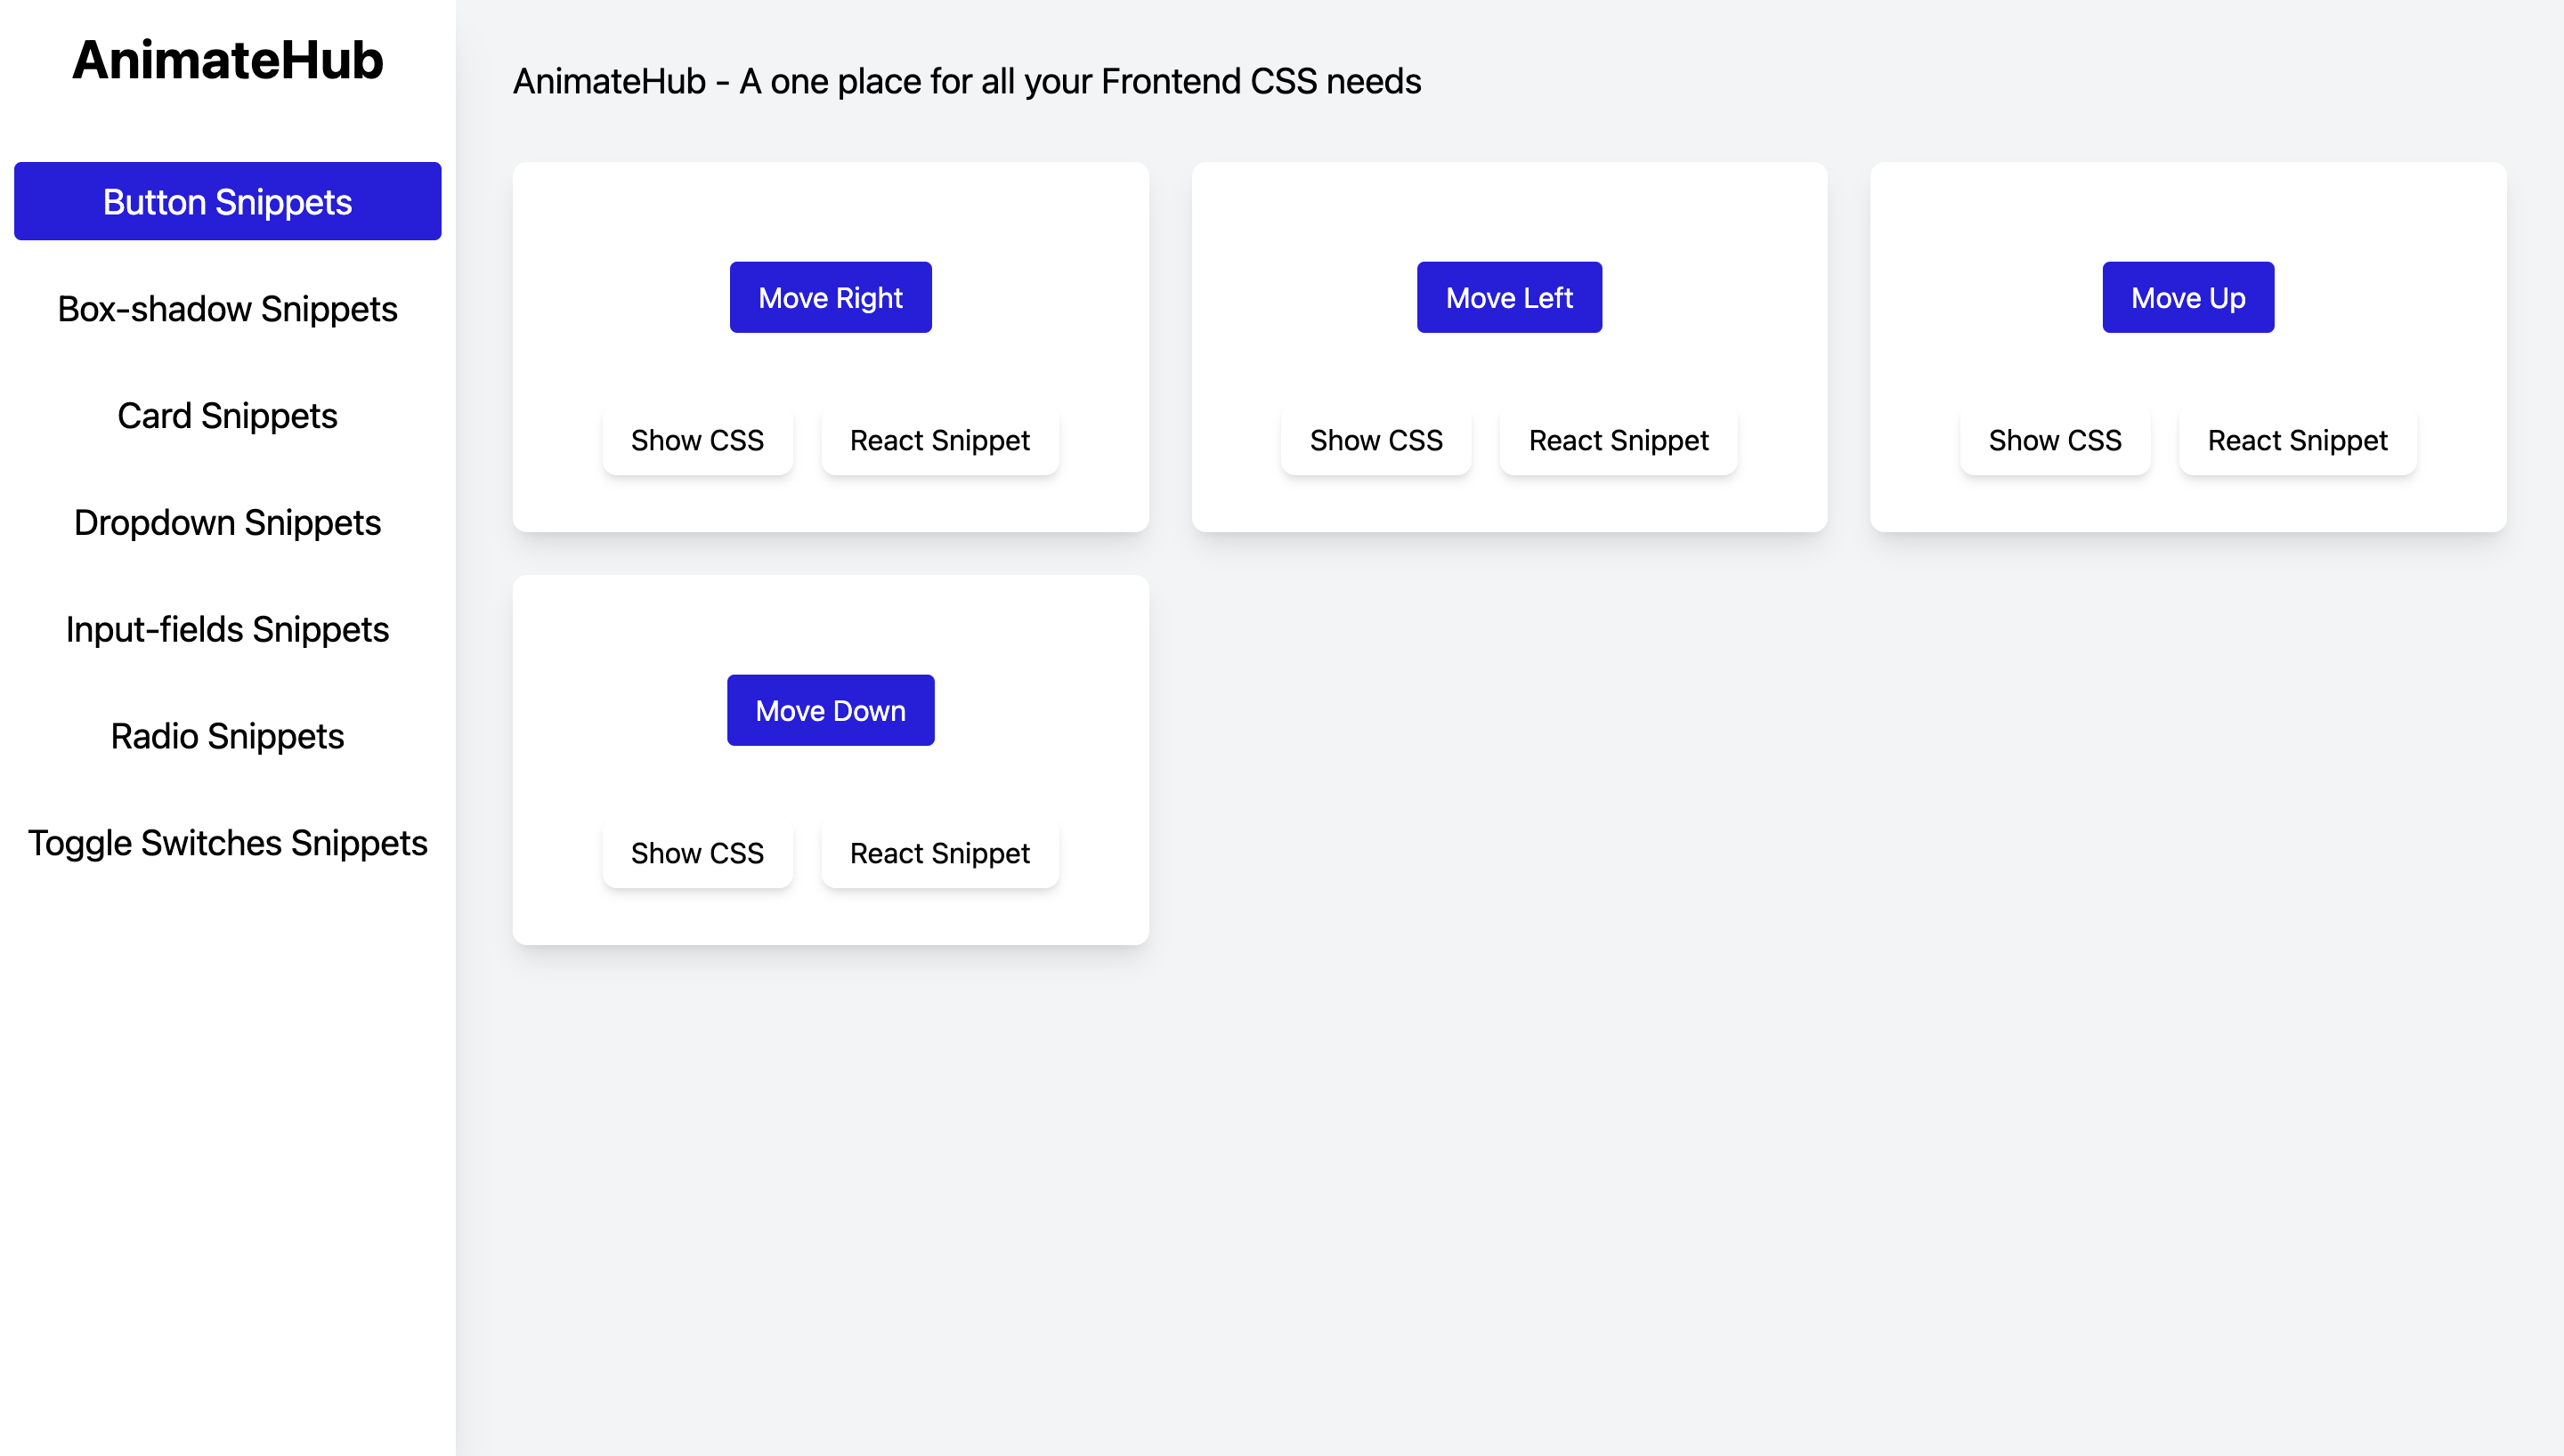 AnimateHub
Button Snippets
Box-shadow Snippets
Card Snippets
Dropdown Snippets
Input-fields Snippets
Radio Snippets
Toggle Switches Snippets
AnimateHub - A one place for all your Frontend CSS needs
Move Right
Show CSS React Snippet
Move Left
Show CSS React Snippet
Move Up
Show CSS React Snippet
Move Down
Show CSS React Snippet